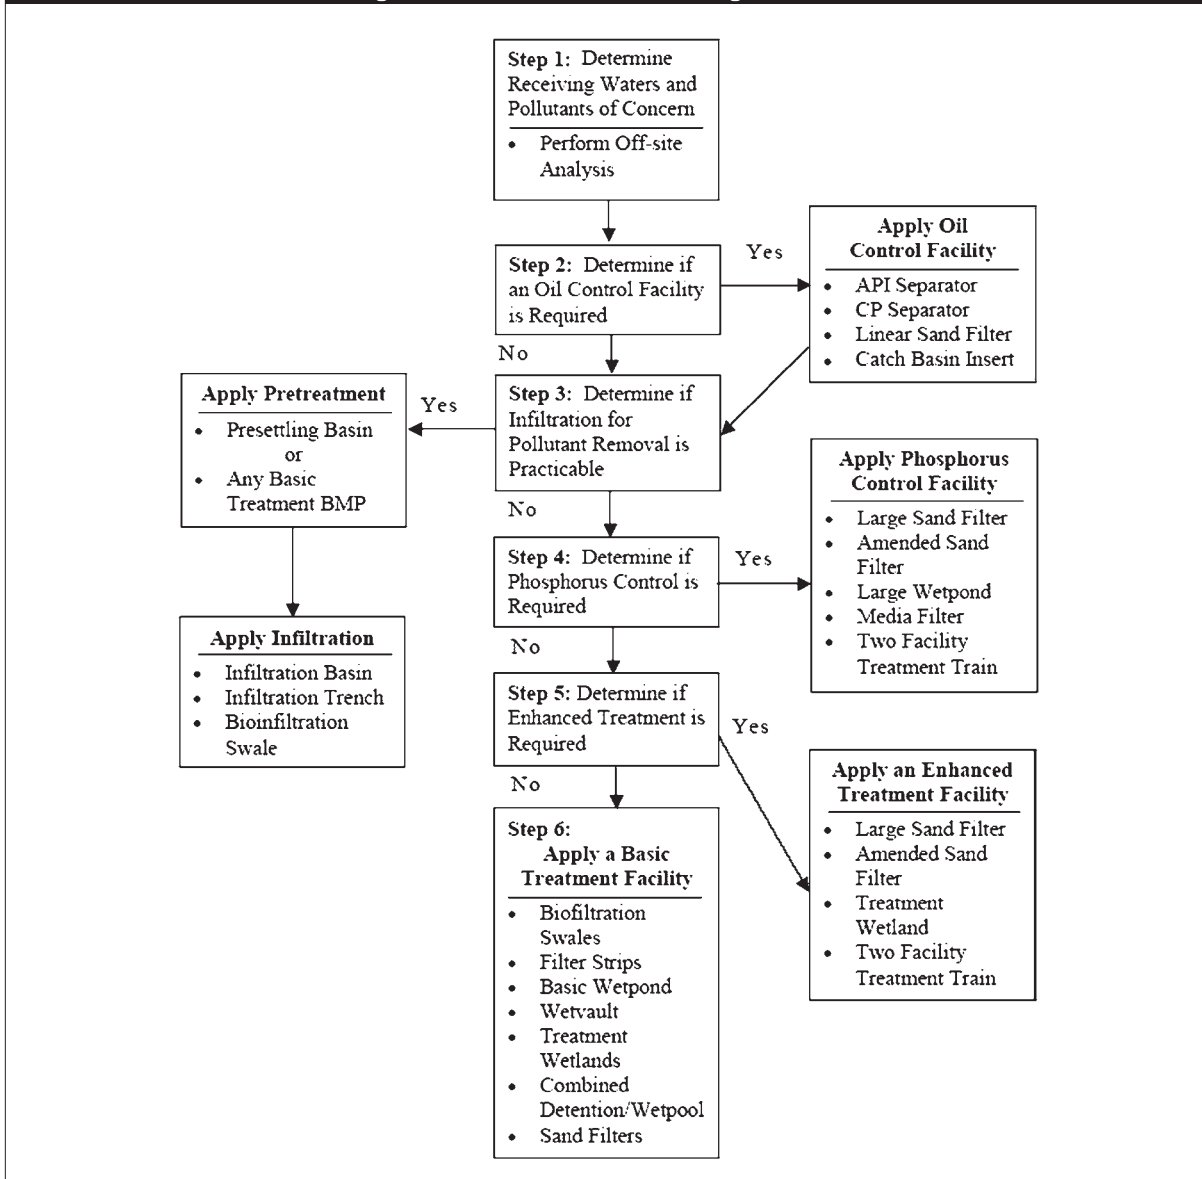 Step 1: Determine
Receiving Waters and
Pollutants of Concern
• Perform Off-site
Analysis
Yes
Apply Oil
Control Facility
• API Separator
• CP Separator
• Linear Sand Filter
• Catch Basin Insert
Step 2: Determine if
an Oil Control Facility
is Required
No
Apply Pretreatment
• Presettling Basin
or
• Any Basic
Treatment BMP
Yes
Step 3: Determine if
Infiltration for
Pollutant Removal is
Practicable
No
Apply Phosphorus
Control Facility
• Large Sand Filter
• Amended Sand
Filter
• Large Wetpond
• Media Filter
• Two Facility
Treatment Train
Step 4: Determine if
Phosphorus Control is
Required
Yes
No
Apply Infiltration
• Infiltration Basin
• Infiltration Trench
• Bioinfiltration
Swale
Step 5: Determine if
Enhanced Treatment is
Required
Yes
No
Apply an Enhanced
Treatment Facility
• Large Sand Filter
• Amended Sand
Filter
• Treatment
Wetland
• Two Facility
Treatment Train
Step 6:
Apply a Basic
Treatment Facility
• Biofiltration
Swales
• Filter Strips
• Basic Wetpond
• Wetvault
• Treatment
Wetlands
• Combined
Detention/Wetpool
• Sand Filters